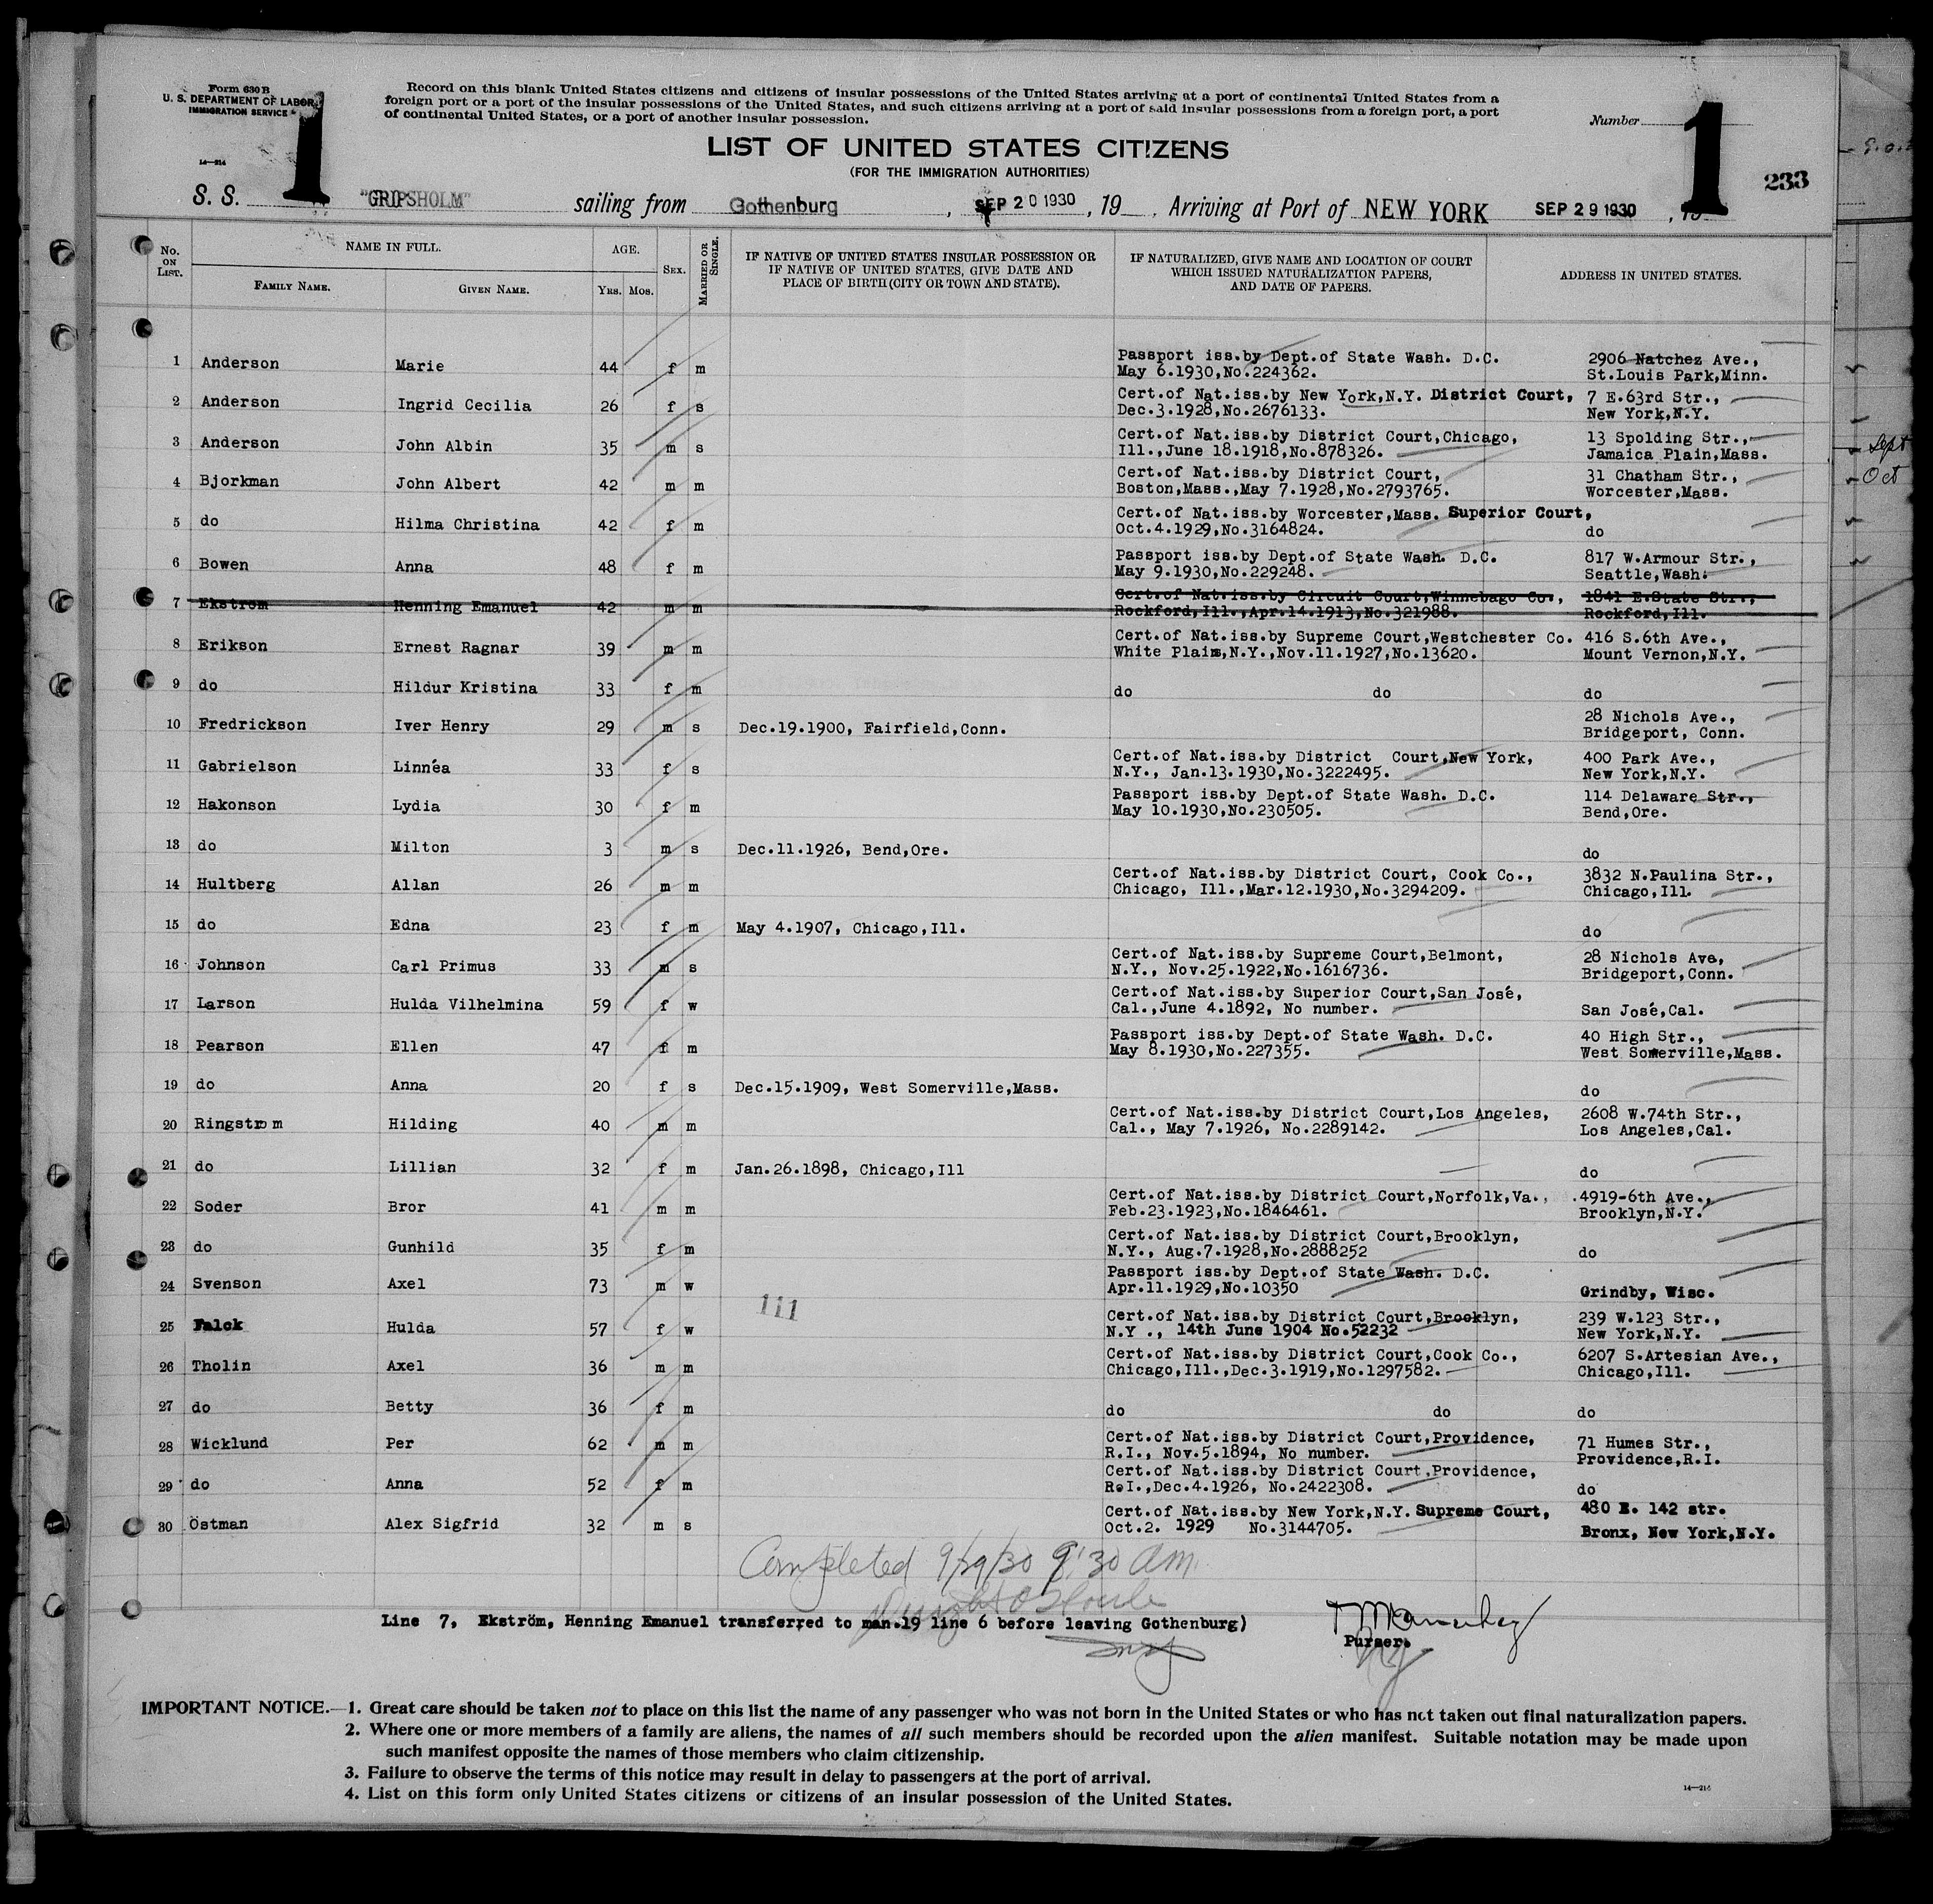 Form 630 B
U. S. DEPARTMENT OF LABOR
IMMIGRATION SERVICE
14—214
1
Record on this blank United States citizens and citizens of insular possessions of the United States arriving at a port of continental United States from a
foreign port or a port of the insular possessions of the United States, and such citizens arriving at a port of said insular possessions from a foreign port, a port
of continental United States, or a port of another insular possession.
Number
1
LIST OF UNITED STATES CITIZENS
(FOR THE IMMIGRATION AUTHORITIES)
233
S. S. "GRIPSHOLM" sailing from Gothenburg, SEP 20 1930, 19 . Arriving at Port of NEW YORK SEP 29 1930, 19
No. ON LIST. NAME IN FULL. AGE. SEX. MARRIED OR SINGLE. IF NATIVE OF UNITED STATES INSULAR POSSESSION OR IF NATIVE OF UNITED STATES, GIVE DATE AND PLACE OF BIRTH (CITY OR TOWN AND STATE). IF NATURALIZED, GIVE NAME AND LOCATION OF COURT WHICH ISSUED NATURALIZATION PAPERS, AND DATE OF PAPERS. ADDRESS IN UNITED STATES.
FAMILY NAME. GIVEN NAME. YRS. MOS.
1 Anderson Marie 44 f m Passport iss.by Dept.of State Wash. D.C. 2906 Natchez Ave.,
May 6.1930,No.224362. St.Louis Park,Minn.
2 Anderson Ingrid Cecilia 26 f s Cert.of Nat.iss.by New York,N.Y. District Court, 7 E.63rd Str.,
Dec.3.1928,No.2676133. New York,N.Y.
3 Anderson John Albin 35 m s Cert.of Nat.iss.by District Court,Chicago, 13 Spolding Str.,
Ill.,June 18.1918,No.878326. Jamaica Plain,Mass.
4 Bjorkman John Albert 42 m m Cert.of Nat.iss.by District Court, 31 Chatham Str.,
Boston,Mass.,May 7.1928,No.2793765. Worcester,Mass.
5 do Hilma Christina 42 f m Cert.of Nat.iss.by Worcester,Mass. Superior Court,
Oct.4.1929,No.3164824. do
6 Bowen Anna 48 f m Passport iss.by Dept.of State Wash. D.C. 817 W.Armour Str.,
May 9.1930,No.229248. Seattle,Wash.
7 Ekstrom Henning Emanuel 42 m m Cert.of Nat.iss.by Circuit Court,Winnebago Co., 1841 E.State Str.,
Rockford,Ill.,Apr.14.1913,No.321988. Rockford,Ill.
8 Erikson Ernest Ragnar 39 m m Cert.of Nat.iss.by Supreme Court,Westchester Co. 416 S.6th Ave.,
White Plains,N.Y.,Nov.11.1927,No.13620. Mount Vernon,N.Y.
9 do Hildur Kristina 33 f m do do do
10 Fredrickson Iver Henry 29 m s Dec.19.1900, Fairfield,Conn. 28 Nichols Ave.,
Bridgeport, Conn.
11 Gabrielson Linnéa 33 f s Cert.of Nat.iss.by District Court,New York, 400 Park Ave.,
N.Y., Jan.13.1930,No.3222495. New York,N.Y.
12 Hakonson Lydia 30 f m Passport iss.by Dept.of State Wash. D.C. 114 Delaware Str.,
May 10.1930,No.230505. Bend,Ore.
13 do Milton 3 m s Dec.11.1926, Bend,Ore. do
14 Hultberg Allan 26 m m Cert.of Nat.iss.by District Court, Cook Co., 3832 N.Paulina Str.,
Chicago, Ill.,Mar.12.1930,No.3294209. Chicago,Ill.
15 do Edna 23 f m May 4.1907, Chicago,Ill. do
16 Johnson Carl Primus 33 m s Cert.of Nat.iss.by Supreme Court,Belmont, 28 Nichols Ave,
N.Y., Nov.25.1922,No.1616736. Bridgeport,Conn.
17 Larson Hulda Vilhelmina 59 f w Cert.of Nat.iss.by Superior Court,San José,
Cal.,June 4.1892, No number. San José,Cal.
18 Pearson Ellen 47 f m Passport iss.by Dept.of State Wash. D.C. 40 High Str.,
May 8.1930,No.227355. West Somerville,Mass.
19 do Anna 20 f s Dec.15.1909, West Somerville,Mass. do
20 Ringstrom Hilding 40 m m Cert.of Nat.iss.by District Court,Los Angeles, 2608 W.74th Str.,
Cal., May 7.1926, No.2289142. Los Angeles,Cal.
21 do Lillian 32 f m Jan.26.1898, Chicago,Ill do
22 Soder Bror 41 m m Cert.of Nat.iss.by District Court,Norfolk,Va., 4919-6th Ave.,
Feb.23.1923,No.1846461. Brooklyn,N.Y.
23 do Gunhild 35 f m Cert.of Nat.iss.by District Court,Brooklyn,
N.Y., Aug.7.1928,No.2888252 do
24 Svenson Axel 73 m w Passport iss.by Dept.of State Wash. D.C.
Apr.11.1929,No.10350 Grindby, Wisc.
111
25 Falck Hulda 57 f w Cert.of Nat.iss.by District Court,Brooklyn, 239 W.123 Str.,
N.Y ., 14th June 1904 No.52232 New York,N.Y.
26 Tholin Axel 36 m m Cert.of Nat.iss.by District Court,Cook Co., 6207 S.Artesian Ave.,
Chicago,Ill.,Dec.3.1919,No.1297582. Chicago,Ill.
27 do Betty 36 f m do do do
28 Wicklund Per 62 m m Cert.of Nat.iss.by District Court,Providence, 71 Humes Str.,
R.I., Nov.5.1894, No number. Providence,R.I.
29 do Anna 52 f m Cert.of Nat.iss.by District Court,Providence,
R.I.,Dec.4.1926, No.2422308. do
30 Östman Alex Sigfrid 32 m s Cert.of Nat.iss.by New York,N.Y. Supreme Court, 480 E. 142 str.
Oct.2. 1929 No.3144705. Bronx, New York,N.Y.
Completed 9/29/30 9:30 am.
Line 7, Ekström, Henning Emanuel transferred to man.19 line 6 before leaving Gothenburg)
Purser.
IMPORTANT NOTICE.—1. Great care should be taken not to place on this list the name of any passenger who was not born in the United States or who has not taken out final naturalization papers.
2. Where one or more members of a family are aliens, the names of all such members should be recorded upon the alien manifest. Suitable notation may be made upon
such manifest opposite the names of those members who claim citizenship.
3. Failure to observe the terms of this notice may result in delay to passengers at the port of arrival.
4. List on this form only United States citizens or citizens of an insular possession of the United States.
14—214
Sept
Oct